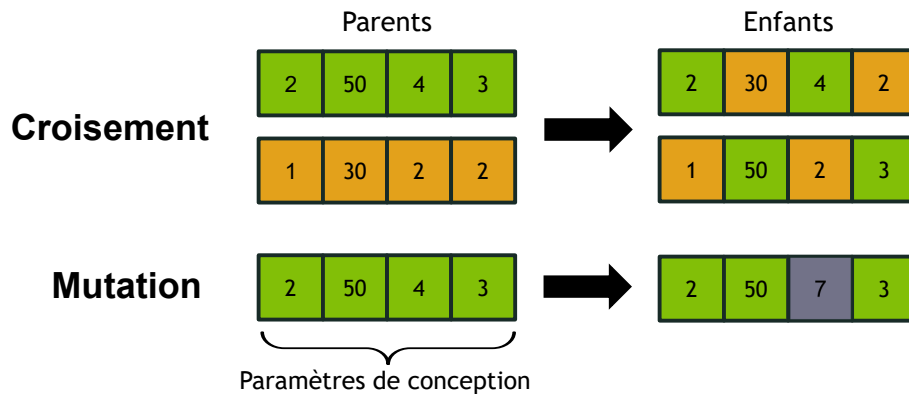 Parents
Enfants
2 50 4 3
2 30 4 2
Croisement
1 30 2 2
1 50 2 3
Mutation
2 50 4 3
2 50 7 3
Paramètres de conception